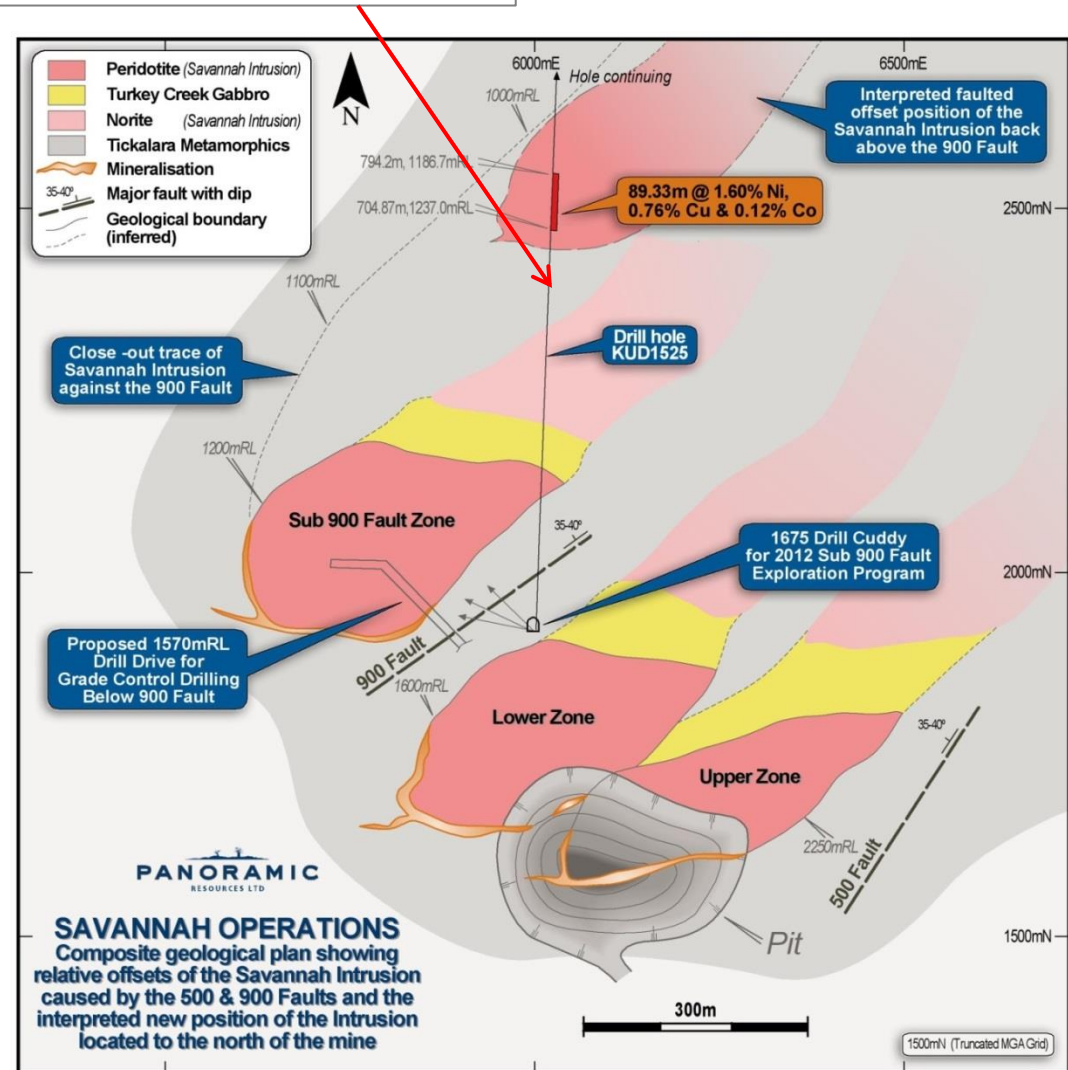 Peridotite (Savannah Intrusion)
Turkey Creek Gabbro
Norite (Savannah Intrusion)
Tickalara Metamorphics
Mineralisation
35-40º
Major fault with dip
Geological boundary
(inferred)
N
6000mE
6500mE
Hole continuing
1000mRL
Interpreted faulted
offset position of the
Savannah Intrusion back
above the 900 Fault
794.2m, 1186.7mRL
89.33m @ 1.60% Ni,
0.76% Cu & 0.12% Co
704.87m,1237.0mRL
2500mN
1100mRL
Drill hole
KUD1525
Close -out trace of
Savannah Intrusion
against the 900 Fault
1200mRL
Sub 900 Fault Zone
35-40º
1675 Drill Cuddy
for 2012 Sub 900 Fault
Exploration Program
2000mN
Proposed 1570mRL
Drill Drive for
Grade Control Drilling
Below 900 Fault
900 Fault
1600mRL
Lower Zone
35-40º
Upper Zone
2250mRL
500 Fault
PANORAMIC
RESOURCES LTD
SAVANNAH OPERATIONS
Composite geological plan showing
relative offsets of the Savannah Intrusion
caused by the 500 & 900 Faults and the
interpreted new position of the Intrusion
located to the north of the mine
Pit
1500mN
300m
1500mN (Truncated MGA Grid)